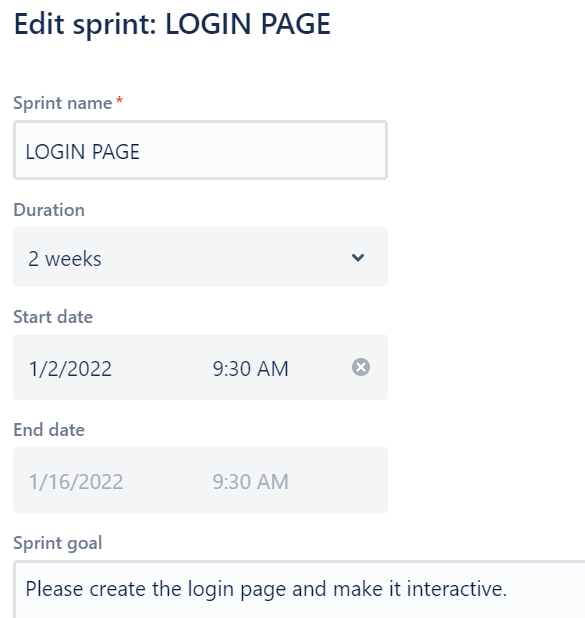 Edit sprint: LOGIN PAGE
Sprint name*
LOGIN PAGE
Duration
2 weeks
Start date
1/2/2022 9:30 AM
End date
1/16/2022 9:30 AM
Sprint goal
Please create the login page and make it interactive.